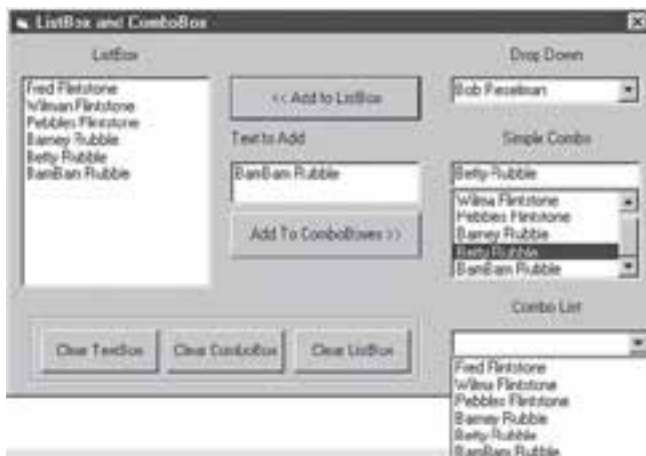 ListBox and ComboBox
ListBox
Fred Flintstone
Wilman Flintstone
Pebbles Flintstone
Barney Rubble
Betty Rubble
BamBam Rubble
<< Add to ListBox
Text to Add
BamBam Rubble
Add To ComboBoxes >>
Clear TextBox
Clear ComboBox
Clear ListBox
Drop Down
Bob Reselman
Simple Combo
Betty Rubble
Wilma Flintstone
Pebbles Flintstone
Barney Rubble
Betty Rubble
BamBam Rubble
Combo List
Fred Flintstone
Wilma Flintstone
Pebbles Flintstone
Barney Rubble
Betty Rubble
BamBam Rubble